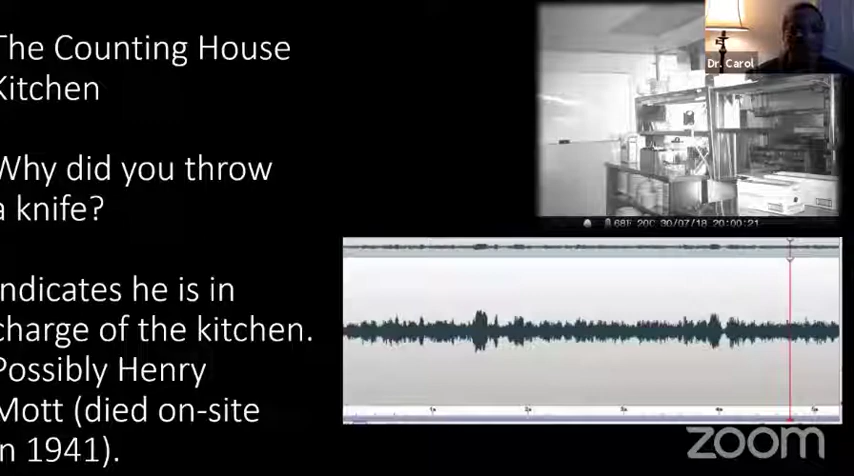 The Counting House
Kitchen
Why did you throw
a knife?
ndicates he is in
charge of the kitchen.
Possibly Henry
Mott (died on-site
n 1941).
Dr. Carol
68F 20C 30/07/18 20:00:21
zoom